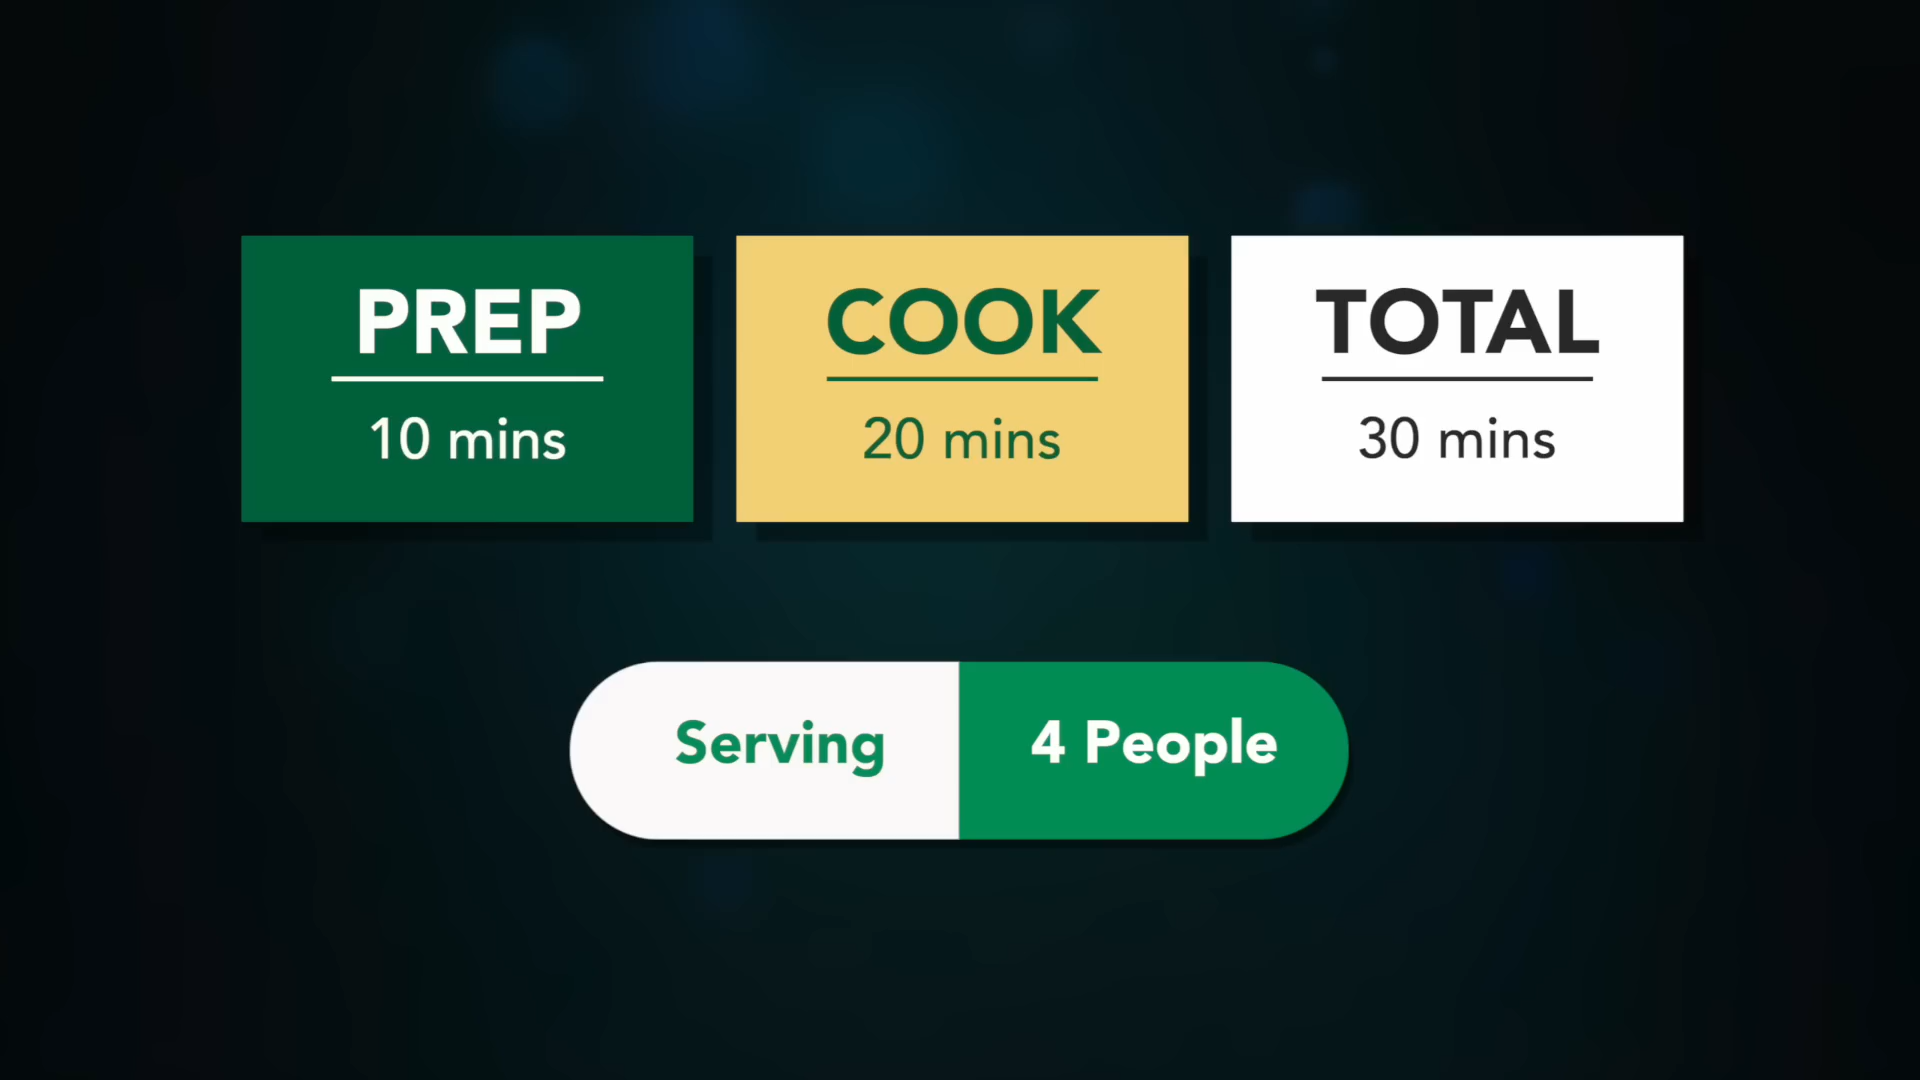 PREP
10 mins
COOK
20 mins
TOTAL
30 mins
Serving
4 People